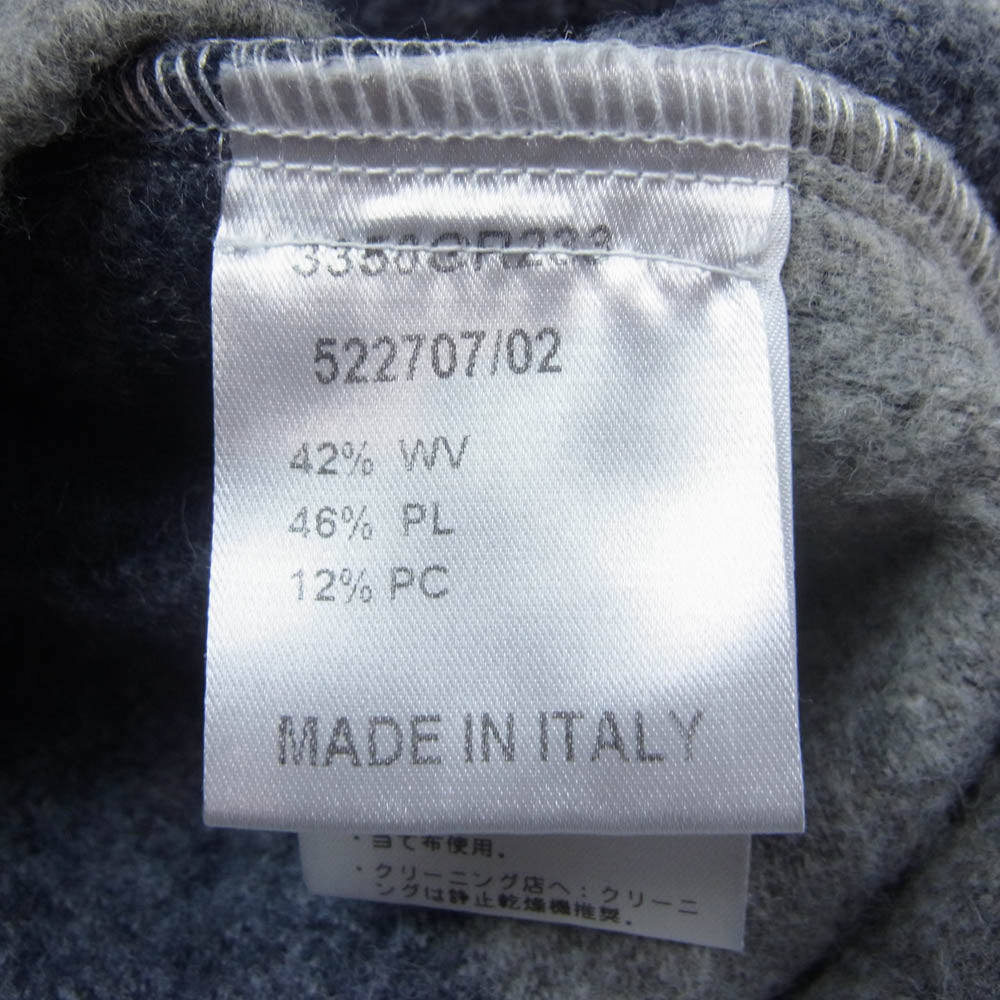 3350GR233
522707/02
42% WV
46% PL
12% PC
MADE IN ITALY
・当て布使用.
・クリーニング店へ：クリーニ
ングは静止乾燥機推奨.